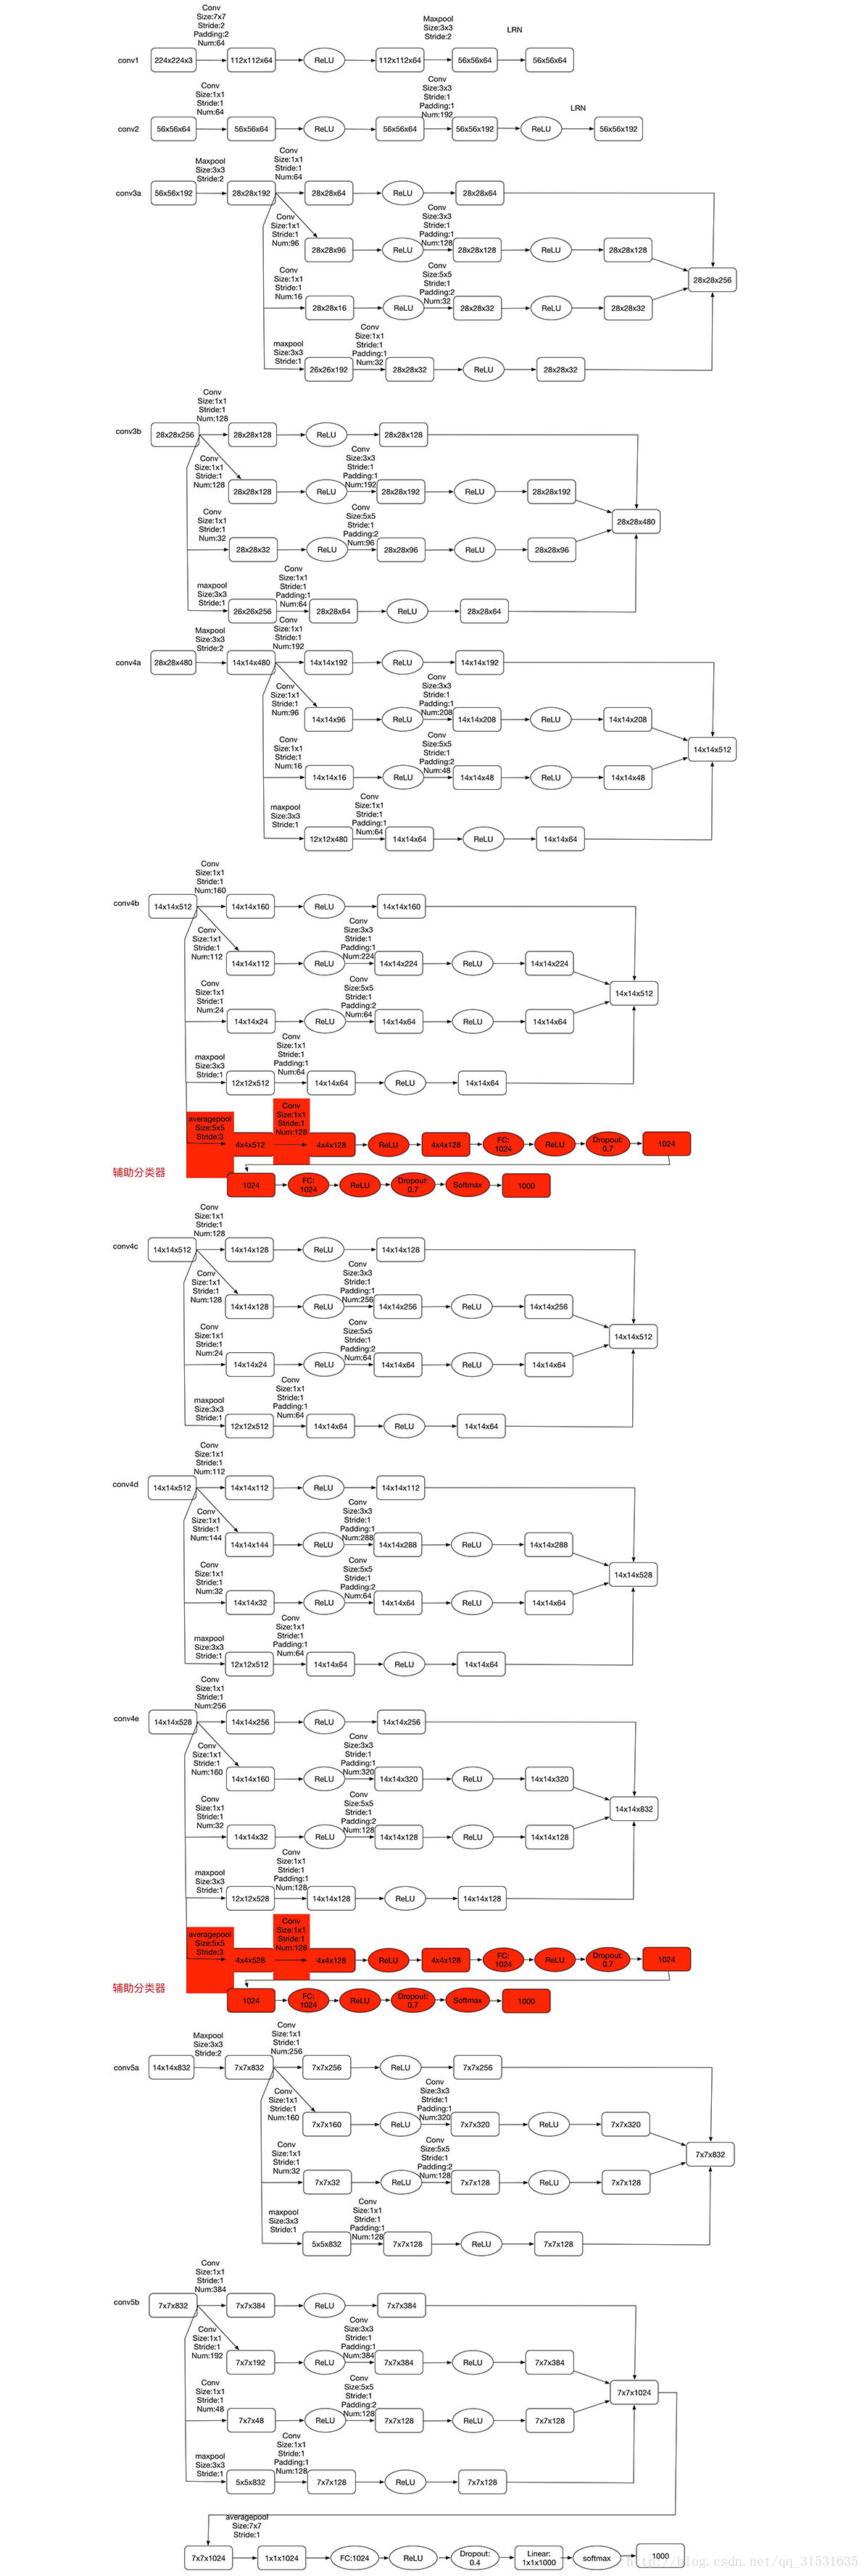 Conv
Size:7x7
Stride:2
Padding:2
Num:64
Maxpool
Size:3x3
Stride:2
LRN
conv1
224x224x3
112x112x64
ReLU
112x112x64
56x56x64
56x56x64
Conv
Size:1x1
Stride:1
Num:64
Conv
Size:3x3
Stride:1
Padding:1
Num:192
LRN
conv2
56x56x64
56x56x64
ReLU
56x56x64
56x56x192
ReLU
56x56x192
Maxpool
Size:3x3
Stride:2
Conv
Size:1x1
Stride:1
Num:64
conv3a
56x56x192
28x28x192
28x28x64
ReLU
28x28x64
Conv
Size:1x1
Stride:1
Num:96
Conv
Size:3x3
Stride:1
Padding:1
Num:128
28x28x96
ReLU
28x28x128
ReLU
28x28x128
28x28x256
Conv
Size:1x1
Stride:1
Num:16
Conv
Size:5x5
Stride:1
Padding:2
Num:32
28x28x16
ReLU
28x28x32
ReLU
28x28x32
maxpool
Size:3x3
Stride:1
Conv
Size:1x1
Stride:1
Padding:1
Num:32
26x26x192
28x28x32
ReLU
28x28x32
Conv
Size:1x1
Stride:1
Num:128
conv3b
28x28x256
28x28x128
ReLU
28x28x128
Conv
Size:1x1
Stride:1
Num:128
Conv
Size:3x3
Stride:1
Padding:1
Num:192
28x28x128
ReLU
28x28x192
ReLU
28x28x192
28x28x480
Conv
Size:1x1
Stride:1
Num:32
Conv
Size:5x5
Stride:1
Padding:2
Num:96
28x28x32
ReLU
28x28x96
ReLU
28x28x96
maxpool
Size:3x3
Stride:1
Conv
Size:1x1
Stride:1
Padding:1
Num:64
26x26x256
28x28x64
ReLU
28x28x64
Maxpool
Size:3x3
Stride:2
Conv
Size:1x1
Stride:1
Num:192
conv4a
28x28x480
14x14x480
14x14x192
ReLU
14x14x192
Conv
Size:1x1
Stride:1
Num:96
Conv
Size:3x3
Stride:1
Padding:1
Num:208
14x14x96
ReLU
14x14x208
ReLU
14x14x208
14x14x512
Conv
Size:1x1
Stride:1
Num:16
Conv
Size:5x5
Stride:1
Padding:2
Num:48
14x14x16
ReLU
14x14x48
ReLU
14x14x48
maxpool
Size:3x3
Stride:1
Conv
Size:1x1
Stride:1
Padding:1
Num:64
12x12x480
14x14x64
ReLU
14x14x64
Conv
Size:1x1
Stride:1
Num:160
conv4b
14x14x512
14x14x160
ReLU
14x14x160
Conv
Size:1x1
Stride:1
Num:112
Conv
Size:3x3
Stride:1
Padding:1
Num:224
14x14x112
ReLU
14x14x224
ReLU
14x14x224
14x14x512
Conv
Size:1x1
Stride:1
Num:24
Conv
Size:5x5
Stride:1
Padding:2
Num:64
14x14x24
ReLU
14x14x64
ReLU
14x14x64
maxpool
Size:3x3
Stride:1
Conv
Size:1x1
Stride:1
Padding:1
Num:64
12x12x512
14x14x64
ReLU
14x14x64
averagepool
Size:5x5
Stride:3
Conv
Size:1x1
Stride:1
Num:128
4x4x512
4x4x128
ReLU
4x4x128
FC:
1024
ReLU
Dropout:
0.7
1024
辅助分类器
1024
FC:
1024
ReLU
Dropout:
0.7
Softmax
1000
Conv
Size:1x1
Stride:1
Num:128
conv4c
14x14x512
14x14x128
ReLU
14x14x128
Conv
Size:1x1
Stride:1
Num:128
Conv
Size:3x3
Stride:1
Padding:1
Num:256
14x14x128
ReLU
14x14x256
ReLU
14x14x256
14x14x512
Conv
Size:1x1
Stride:1
Num:24
Conv
Size:5x5
Stride:1
Padding:2
Num:64
14x14x24
ReLU
14x14x64
ReLU
14x14x64
maxpool
Size:3x3
Stride:1
Conv
Size:1x1
Stride:1
Padding:1
Num:64
12x12x512
14x14x64
ReLU
14x14x64
Conv
Size:1x1
Stride:1
Num:112
conv4d
14x14x512
14x14x112
ReLU
14x14x112
Conv
Size:1x1
Stride:1
Num:144
Conv
Size:3x3
Stride:1
Padding:1
Num:288
14x14x144
ReLU
14x14x288
ReLU
14x14x288
14x14x528
Conv
Size:1x1
Stride:1
Num:32
Conv
Size:5x5
Stride:1
Padding:2
Num:64
14x14x32
ReLU
14x14x64
ReLU
14x14x64
maxpool
Size:3x3
Stride:1
Conv
Size:1x1
Stride:1
Padding:1
Num:64
12x12x512
14x14x64
ReLU
14x14x64
Conv
Size:1x1
Stride:1
Num:256
conv4e
14x14x528
14x14x256
ReLU
14x14x256
Conv
Size:1x1
Stride:1
Num:160
Conv
Size:3x3
Stride:1
Padding:1
Num:320
14x14x160
ReLU
14x14x320
ReLU
14x14x320
14x14x832
Conv
Size:1x1
Stride:1
Num:32
Conv
Size:5x5
Stride:1
Padding:2
Num:128
14x14x32
ReLU
14x14x128
ReLU
14x14x128
maxpool
Size:3x3
Stride:1
Conv
Size:1x1
Stride:1
Padding:1
Num:128
12x12x528
14x14x128
ReLU
14x14x128
averagepool
Size:5x5
Stride:3
Conv
Size:1x1
Stride:1
Num:128
4x4x528
4x4x128
ReLU
4x4x128
FC:
1024
ReLU
Dropout:
0.7
1024
辅助分类器
1024
FC:
1024
ReLU
Dropout:
0.7
Softmax
1000
Maxpool
Size:3x3
Stride:2
Conv
Size:1x1
Stride:1
Num:256
conv5a
14x14x832
7x7x832
7x7x256
ReLU
7x7x256
Conv
Size:1x1
Stride:1
Num:160
Conv
Size:3x3
Stride:1
Padding:1
Num:320
7x7x160
ReLU
7x7x320
ReLU
7x7x320
7x7x832
Conv
Size:1x1
Stride:1
Num:32
Conv
Size:5x5
Stride:1
Padding:2
Num:128
7x7x32
ReLU
7x7x128
ReLU
7x7x128
maxpool
Size:3x3
Stride:1
Conv
Size:1x1
Stride:1
Padding:1
Num:128
5x5x832
7x7x128
ReLU
7x7x128
Conv
Size:1x1
Stride:1
Num:384
conv5b
7x7x832
7x7x384
ReLU
7x7x384
Conv
Size:1x1
Stride:1
Num:192
Conv
Size:3x3
Stride:1
Padding:1
Num:384
7x7x192
ReLU
7x7x384
ReLU
7x7x384
7x7x1024
Conv
Size:1x1
Stride:1
Num:48
Conv
Size:5x5
Stride:1
Padding:2
Num:128
7x7x48
ReLU
7x7x128
ReLU
7x7x128
maxpool
Size:3x3
Stride:1
Conv
Size:1x1
Stride:1
Padding:1
Num:128
5x5x832
7x7x128
ReLU
7x7x128
averagepool
Size:7x7
Stride:1
7x7x1024
1x1x1024
FC:1024
ReLU
Dropout:
0.4
Linear:
1x1x1000
softmax
1000
http://blog.csdn.net/qq_31531635